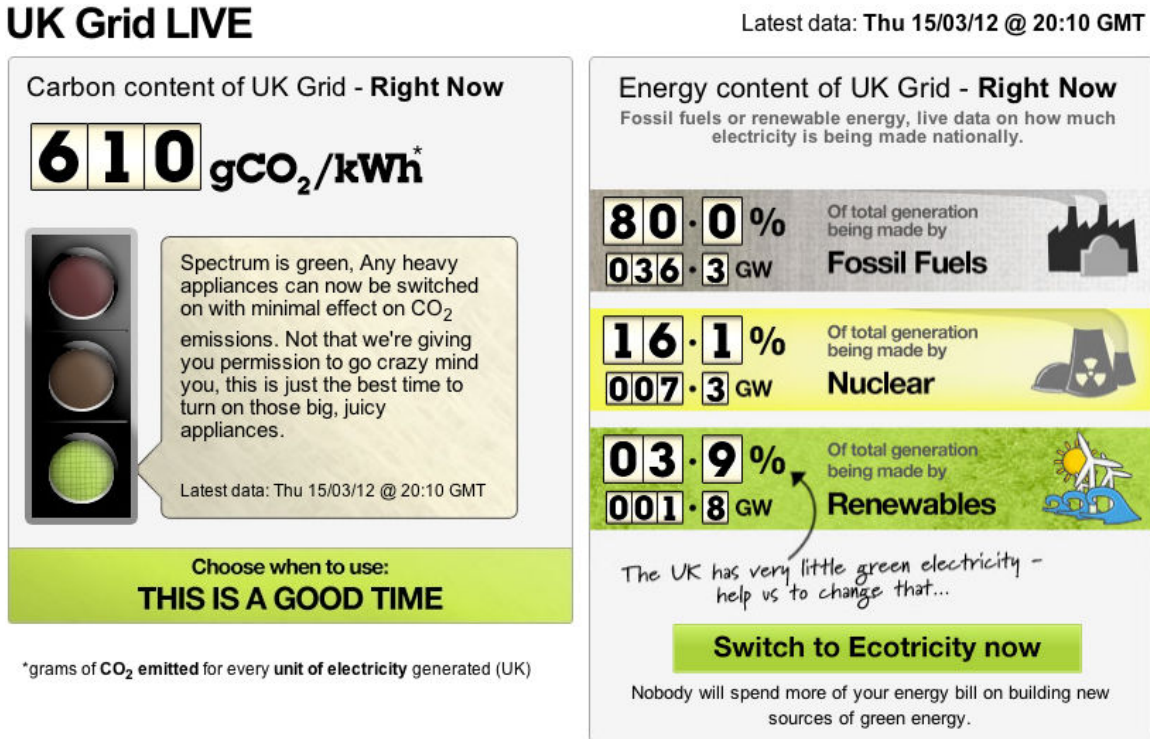 UK Grid LIVE
Latest data: Thu 15/03/12 @ 20:10 GMT
Carbon content of UK Grid - Right Now
610 gCO₂/kWh*
Spectrum is green, Any heavy
appliances can now be switched
on with minimal effect on CO₂
emissions. Not that we're giving
you permission to go crazy mind
you, this is just the best time to
turn on those big, juicy
appliances.
Latest data: Thu 15/03/12 @ 20:10 GMT
Choose when to use:
THIS IS A GOOD TIME
*grams of CO₂ emitted for every unit of electricity generated (UK)
Energy content of UK Grid - Right Now
Fossil fuels or renewable energy, live data on how much
electricity is being made nationally.
80.0 %
036.3 GW
Of total generation
being made by
Fossil Fuels
16.1 %
007.3 GW
Of total generation
being made by
Nuclear
03.9 %
001.8 GW
Of total generation
being made by
Renewables
The UK has very little green electricity –
help us to change that...
Switch to Ecotricity now
Nobody will spend more of your energy bill on building new
sources of green energy.